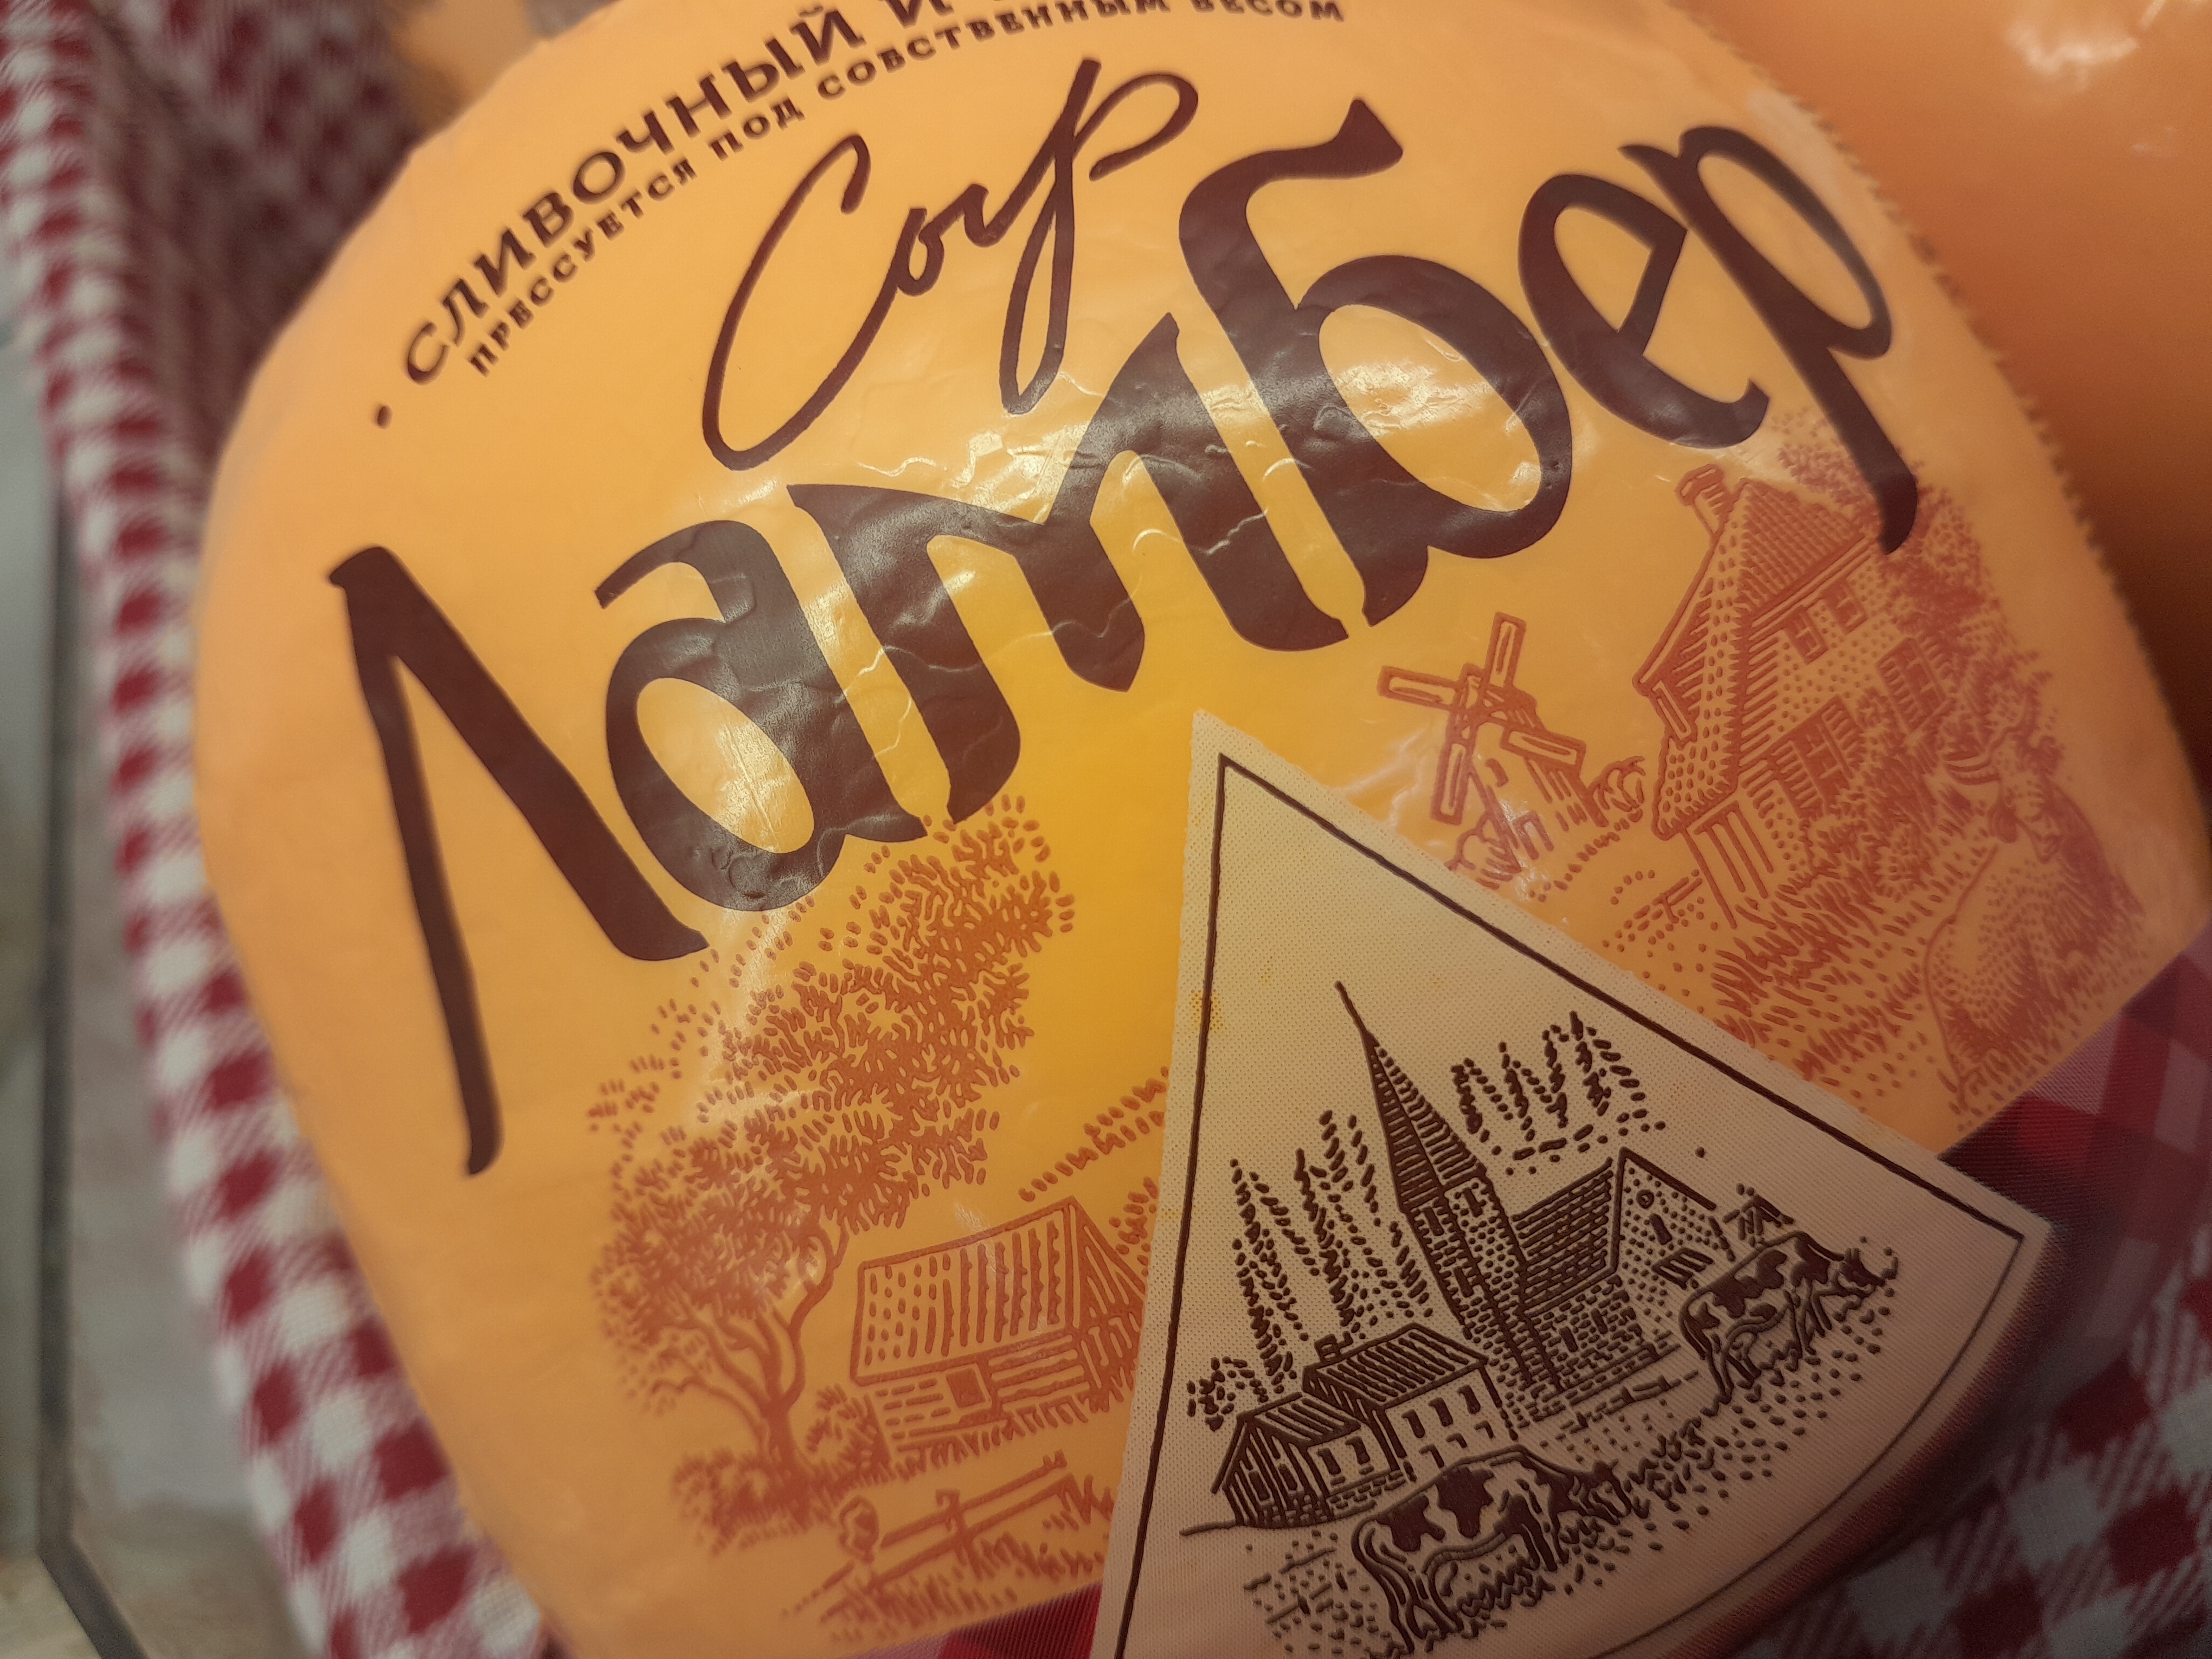 • СЛИВОЧНЫЙ И
ПРЕССУЕТСЯ ПОД СОБСТВЕННЫМ ВЕСОМ
Сыр
Ламбер